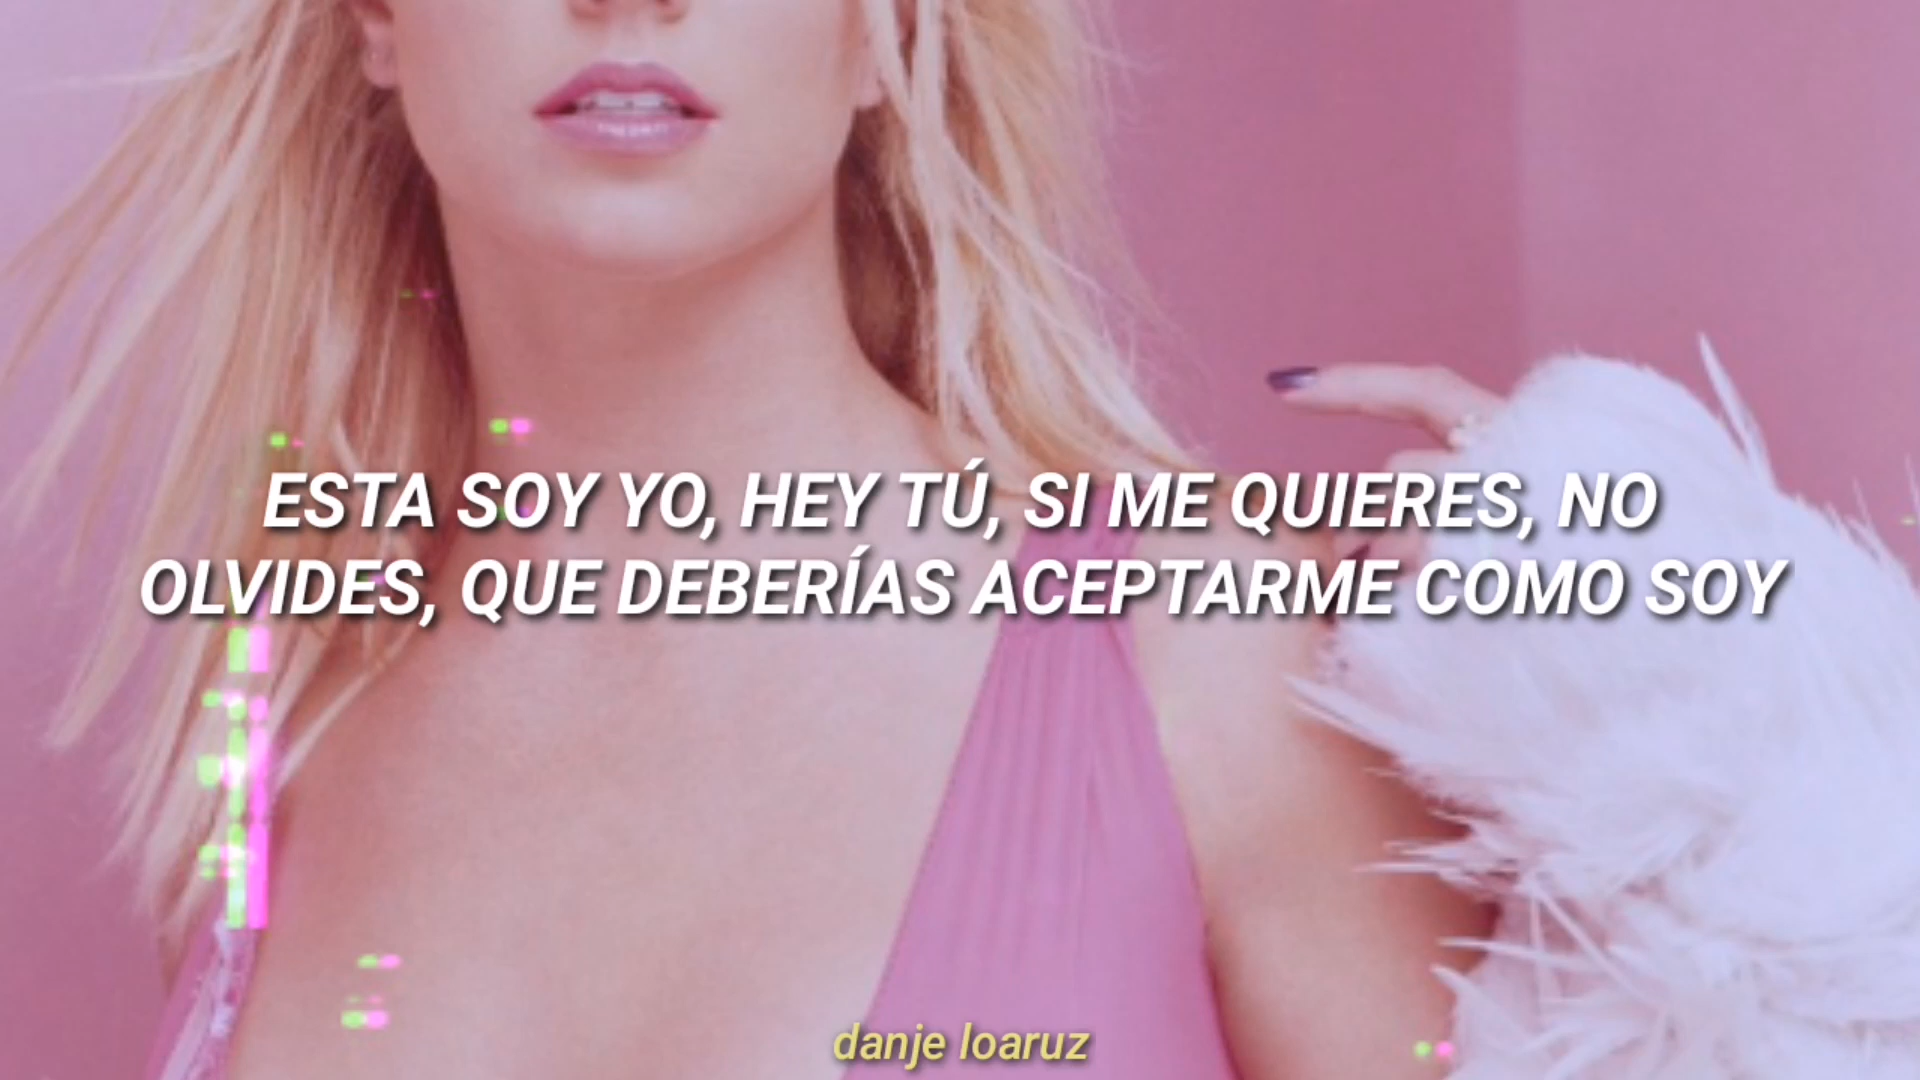 ESTA SOY YO, HEY TÚ, SI ME QUIERES, NO
OLVIDES, QUE DEBERÍAS ACEPTARME COMO SOY
danje loaruz